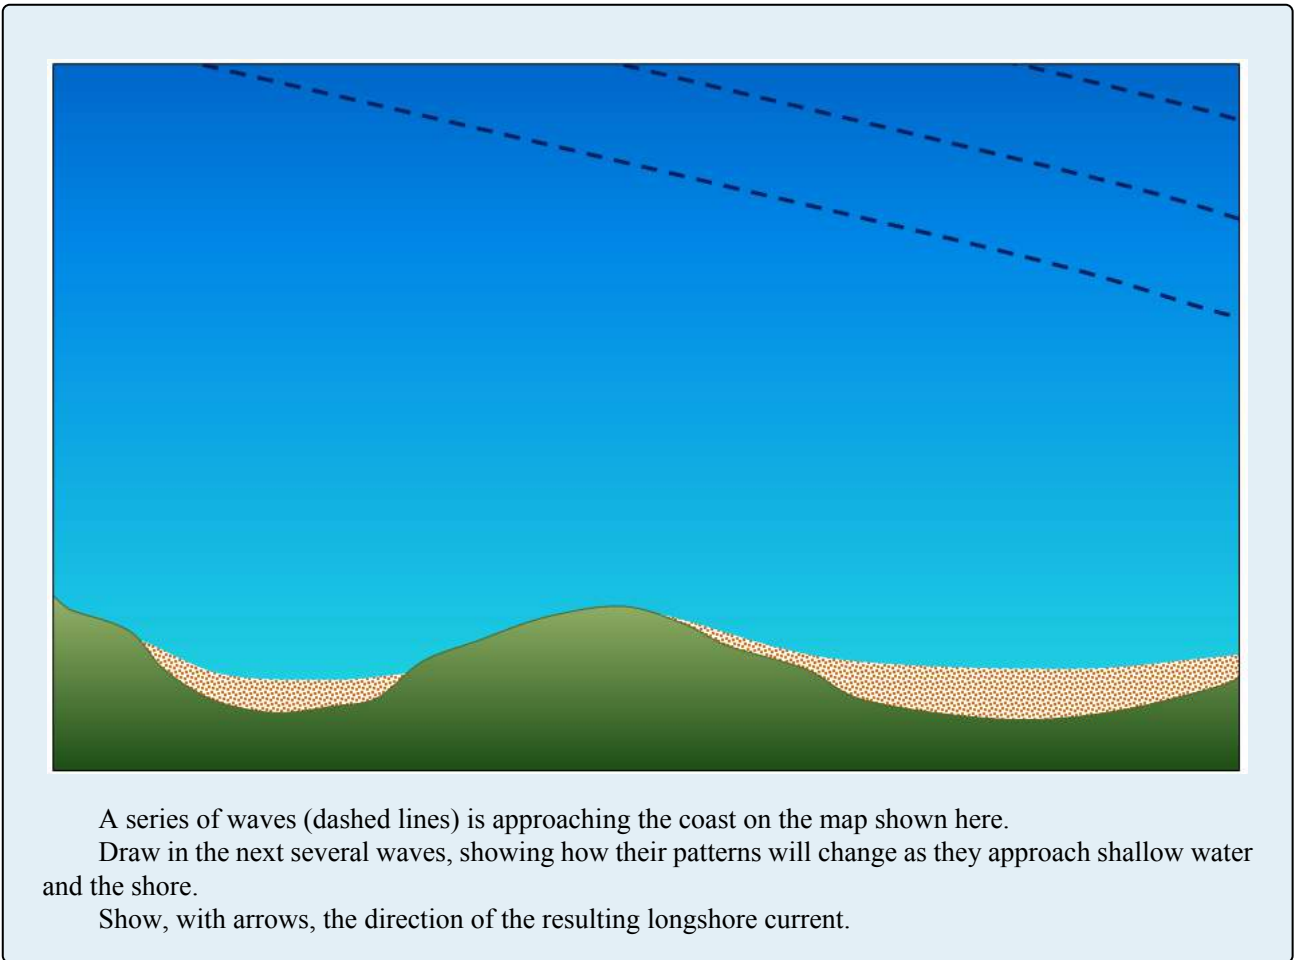 A series of waves (dashed lines) is approaching the coast on the map shown here.
Draw in the next several waves, showing how their patterns will change as they approach shallow water
and the shore.
Show, with arrows, the direction of the resulting longshore current.